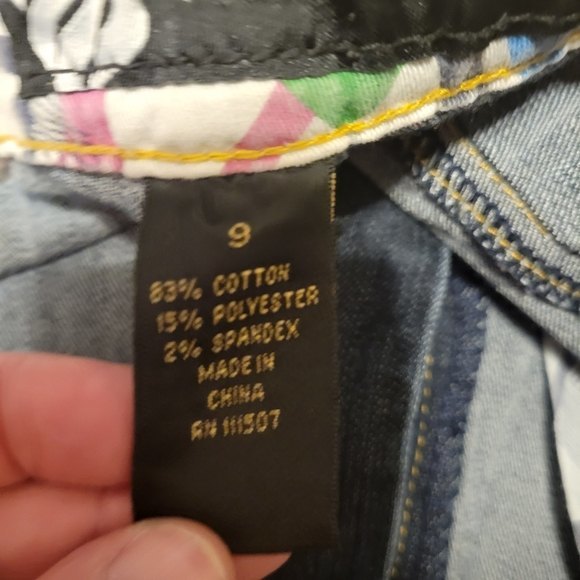 9
83% COTTON
15% POLYESTER
2% SPANDEX
MADE IN
CHINA
RN 111507